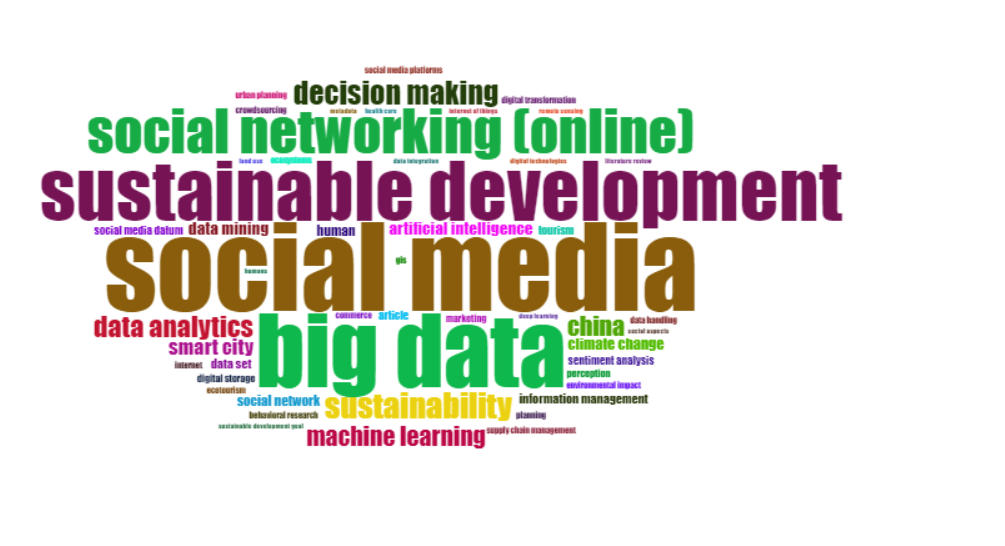 social media platforms
urban planning decision making digital transformation
crowdsourcing metadata health care internet of things remote sensing
social networking (online)
land use ecosystems data integration digital technologies literature review
sustainable development
social media datum data mining human artificial intelligence tourism
social media
humans gis
commerce article marketing deep learning
data analytics big data china data handling
social aspects
smart city climate change
internet data set sentiment analysis
digital storage perception
ecotourism environmental impact
social network sustainability information management
behavioral research planning
sustainable development goal machine learning supply chain management